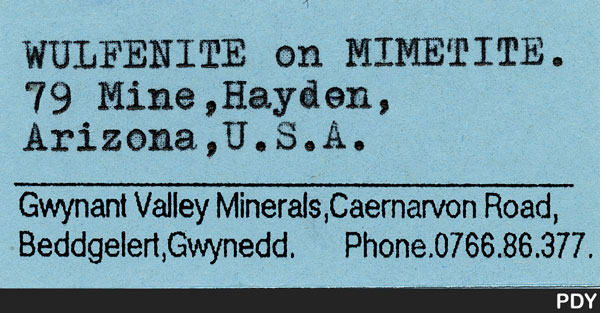 WULFENITE on MIMETITE.
79 Mine,Hayden,
Arizona,U.S.A.
Gwynant Valley Minerals,Caernarvon Road,
Beddgelert,Gwynedd. Phone.0766.86.377.
PDY